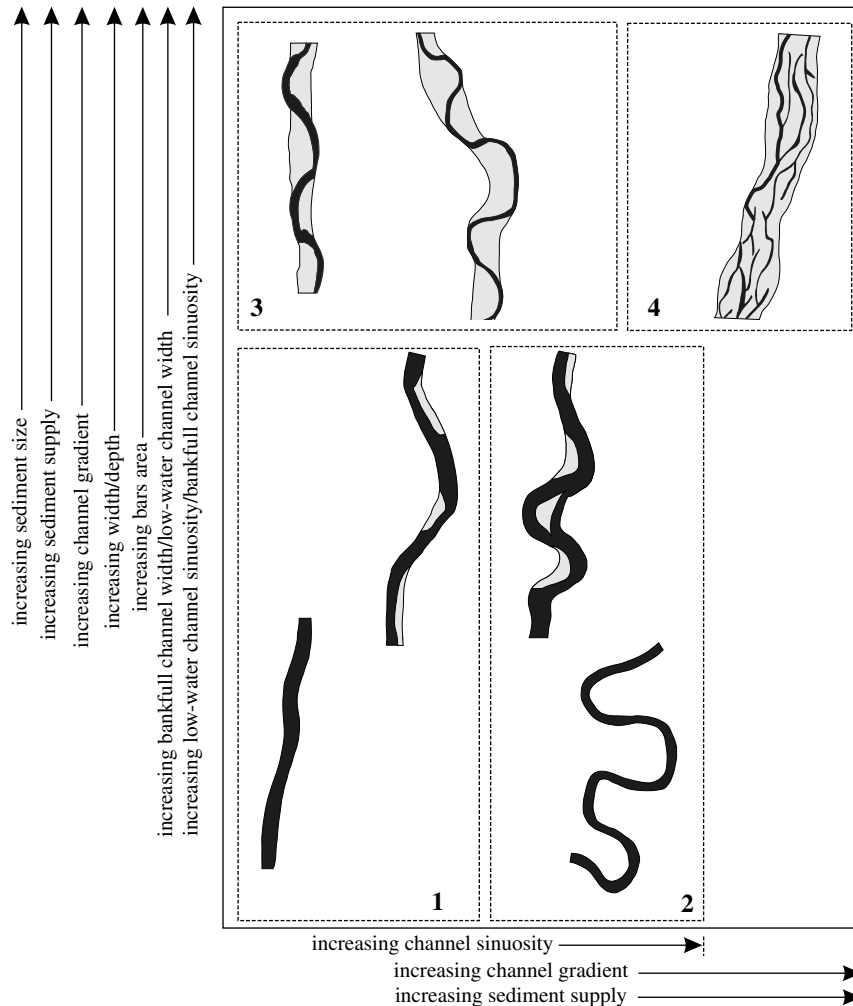 3
4
1
2
increasing sediment size
increasing sediment supply
increasing channel gradient
increasing width/depth
increasing bars area
increasing bankfull channel width/low-water channel width
increasing low-water channel sinuosity/bankfull channel sinuosity
increasing channel sinuosity
increasing channel gradient
increasing sediment supply